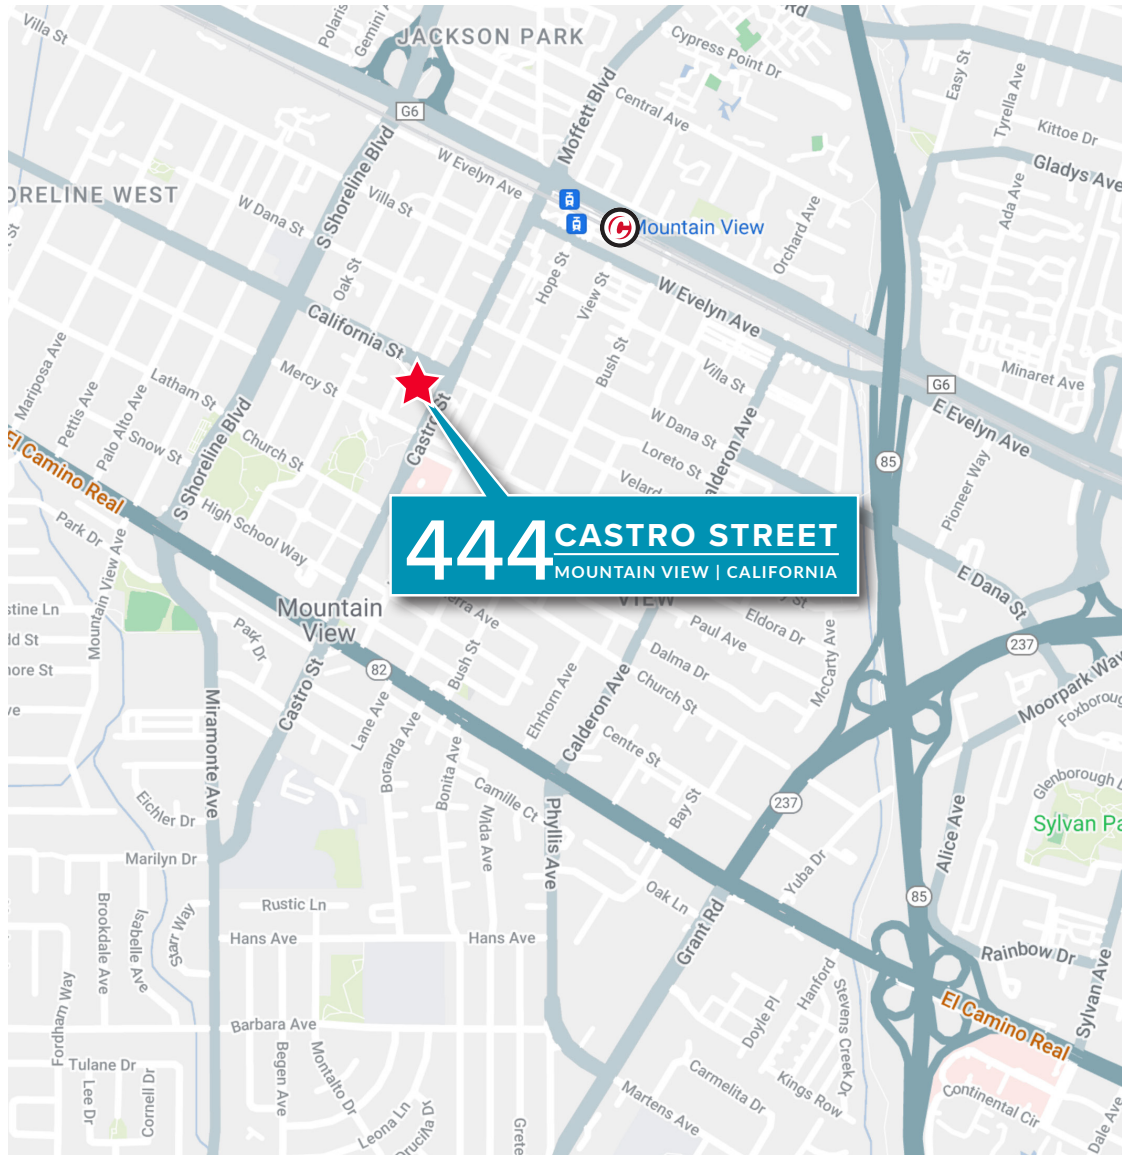 Villa St
Polaris
Gemini
JACKSON PARK
Rd
Cypress Point Dr
Easy St
Tyrella Ave
Moffett Blvd
Central Ave
G6
Kittoe Dr
Gladys Ave
S Shoreline Blvd
W Evelyn Ave
ORELINE WEST
Villa St
W Dana St
Ada Ave
Orchard Ave
Mountain View
Oak St
Hope St
View St
W Evelyn Ave
California St
Mariposa Ave
Pettis Ave
Palo Alto Ave
Latham St
Mercy St
Bush St
Villa St
Minaret Ave
G6
E Evelyn Ave
Castro St
Snow St
S Shoreline Blvd
Church St
W Dana St
Loreto St
Calderon Ave
El Camino Real
85
Pioneer Way
Park Dr
High School Way
444 CASTRO STREET
MOUNTAIN VIEW | CALIFORNIA
E Dana St
Mountain View Ave
Mountain
View
VIEW
Park Dr
Bush St
Paul Ave
Eldora Dr
McCarty Ave
237
Moorpark Way
82
Dalma Dr
Church St
Castro St
Lane Ave
Boranda Ave
Bonita Ave
Ehrhorn Ave
Calderon Ave
Centre St
Miramonte Ave
Camille Ct
Bay St
237
Eichler Dr
Nilda Ave
Phyllis Ave
Alice Ave
Sylvan Pa
Marilyn Dr
Yuba Dr
85
Oak Ln
Rustic Ln
Brookdale Ave
Isabelle Ave
Starr Way
Hans Ave
Hans Ave
Grant Rd
Rainbow Dr
Sylvan Ave
El Camino Real
Fordham Way
Barbara Ave
Doyle Pl
Hanford
Stevens Creek Dr
Tulane Dr
Lee Dr
Cornell Dr
Begen Ave
Montalto Dr
Leona Ln
Drucilla Dr
Martens Ave
Carmelita Dr
Kings Row
Continental Cir
Dale Ave